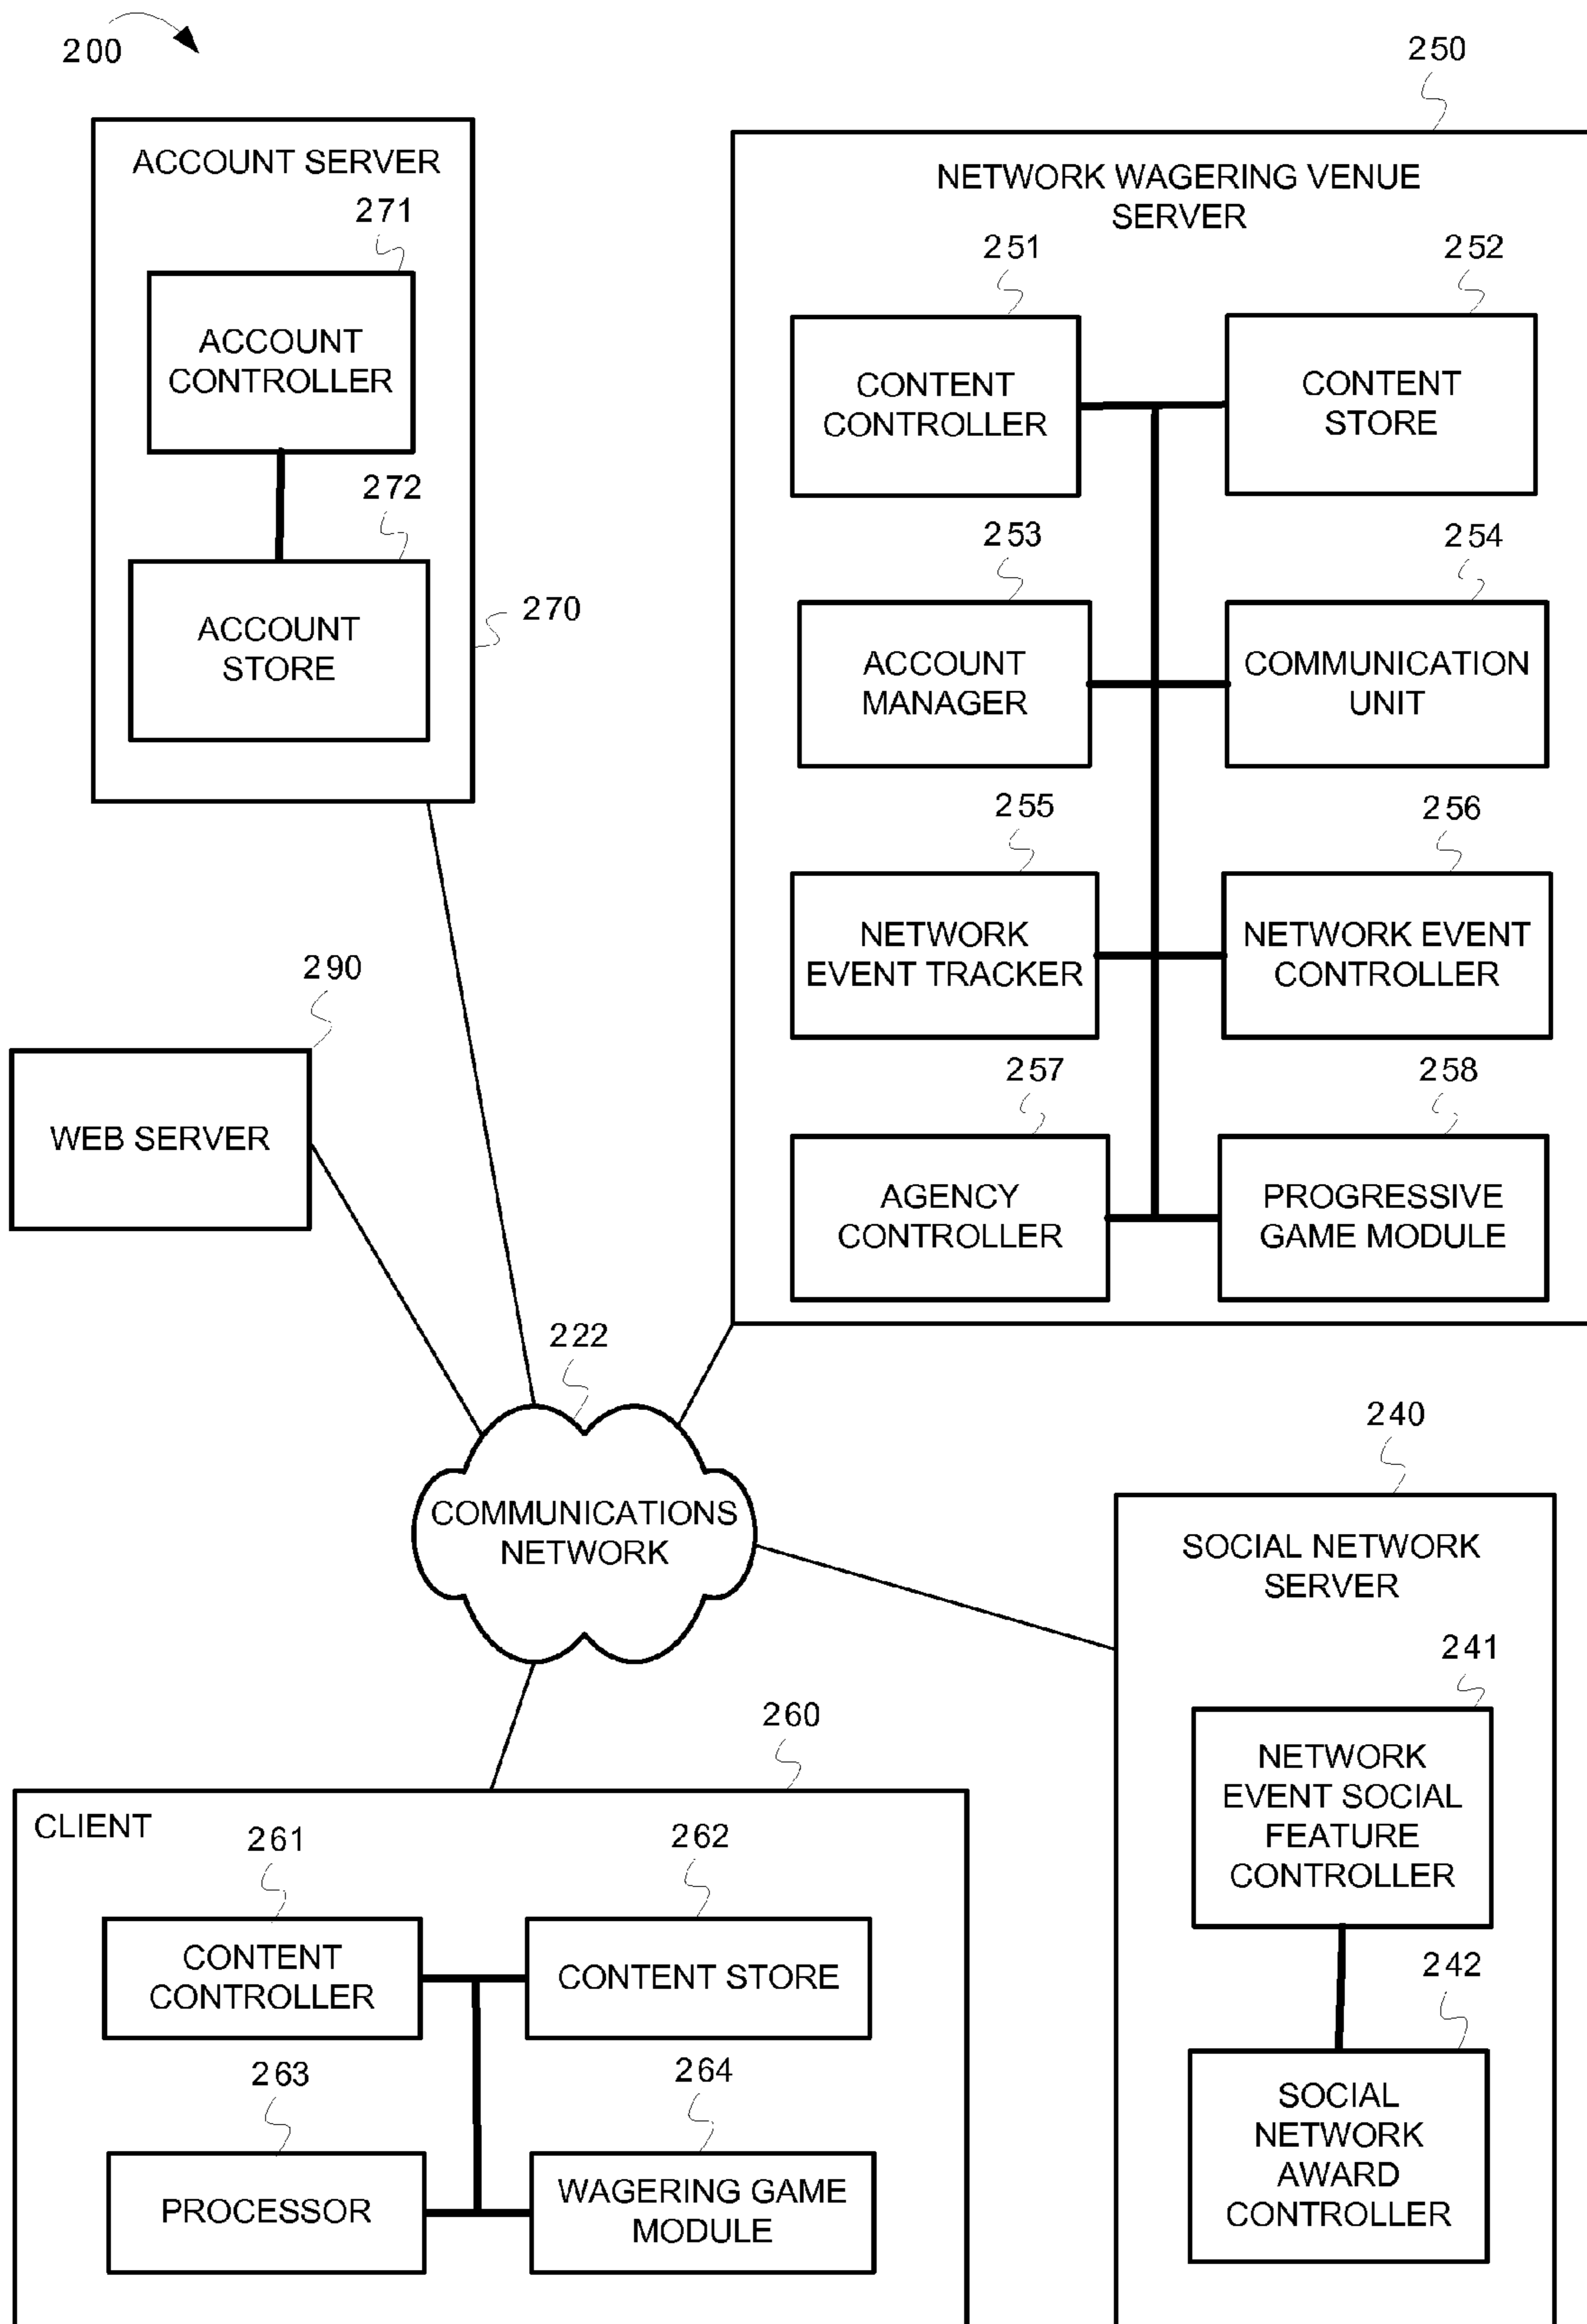 200
250
ACCOUNT SERVER
271
ACCOUNT
CONTROLLER
272
ACCOUNT
STORE
270
NETWORK WAGERING VENUE
SERVER
251
252
CONTENT
CONTROLLER
CONTENT
STORE
253
254
ACCOUNT
MANAGER
COMMUNICATION
UNIT
255
256
NETWORK
EVENT TRACKER
NETWORK EVENT
CONTROLLER
257
258
AGENCY
CONTROLLER
PROGRESSIVE
GAME MODULE
290
WEB SERVER
222
COMMUNICATIONS
NETWORK
240
SOCIAL NETWORK
SERVER
241
NETWORK
EVENT SOCIAL
FEATURE
CONTROLLER
242
SOCIAL
NETWORK
AWARD
CONTROLLER
260
CLIENT
261
262
CONTENT
CONTROLLER
CONTENT STORE
263
264
PROCESSOR
WAGERING GAME
MODULE